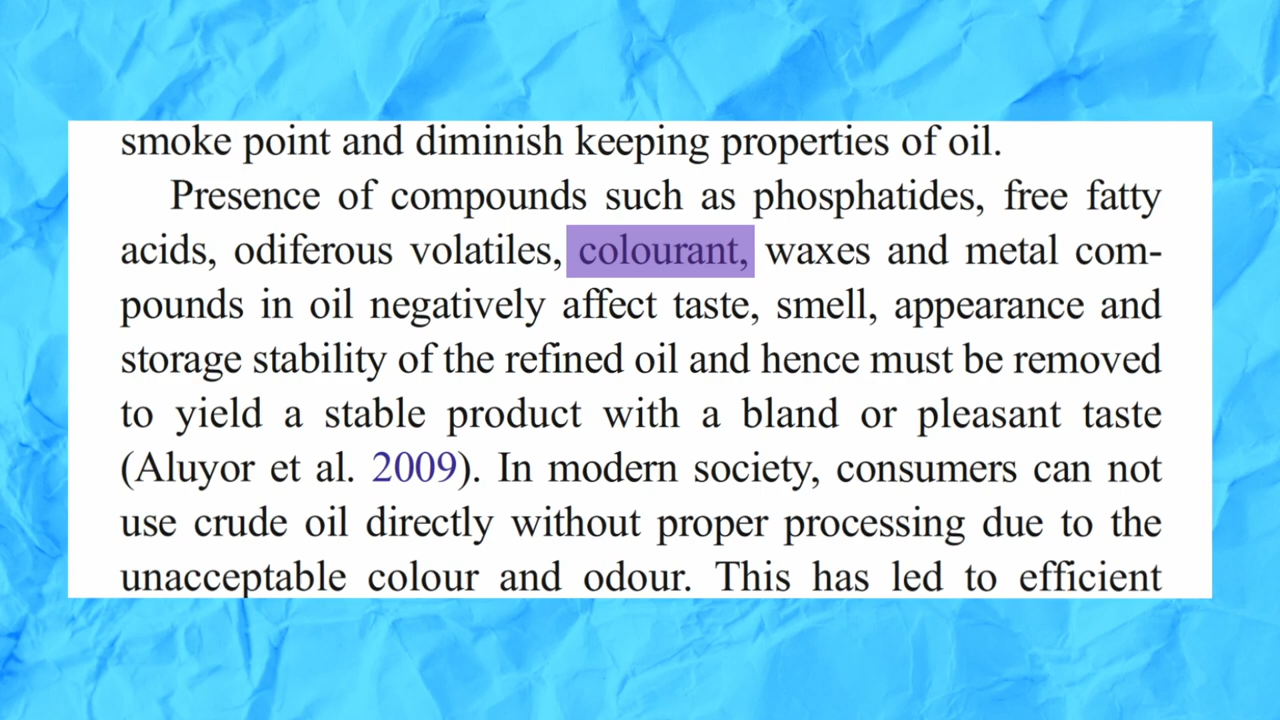 smoke point and diminish keeping properties of oil.
Presence of compounds such as phosphatides, free fatty
acids, odiferous volatiles, colourant, waxes and metal com-
pounds in oil negatively affect taste, smell, appearance and
storage stability of the refined oil and hence must be removed
to yield a stable product with a bland or pleasant taste
(Aluyor et al. 2009). In modern society, consumers can not
use crude oil directly without proper processing due to the
unacceptable colour and odour. This has led to efficient